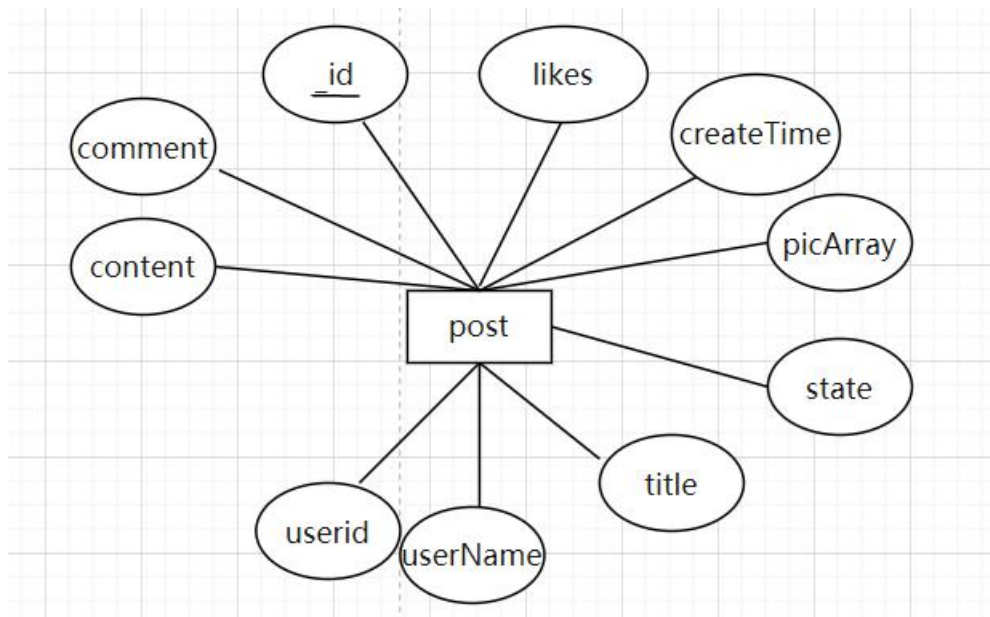 _id
likes
createTime
comment
picArray
content
post
state
title
userid
userName